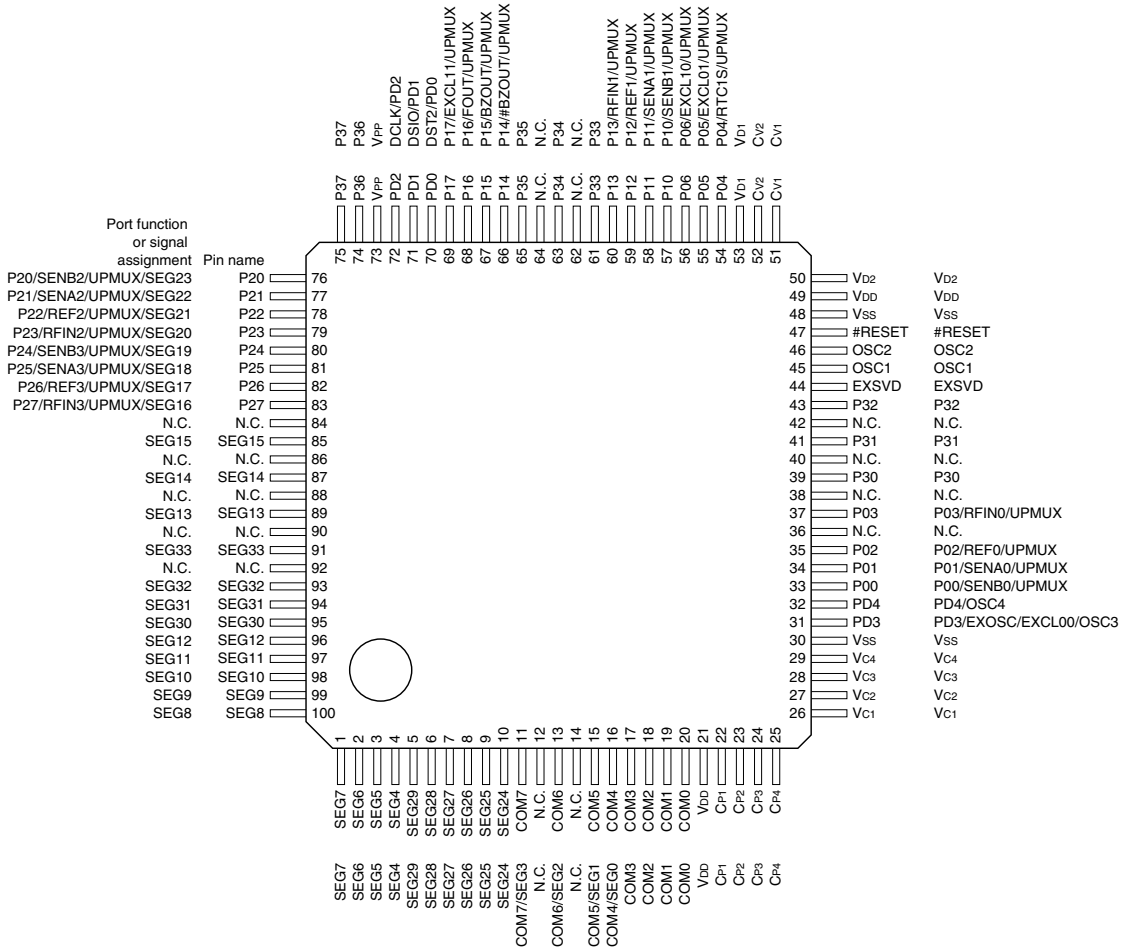 P37 P36 VPP DCLK/PD2 DSIO/PD1 DST2/PD0 P17/EXCL11/UPMUX P16/FOUT/UPMUX P15/BZOUT/UPMUX P14/#BZOUT/UPMUX P35 N.C. P34 N.C. P33 P13/RFIN1/UPMUX P12/REF1/UPMUX P11/SENA1/UPMUX P10/SENB1/UPMUX P06/EXCL10/UPMUX P05/EXCL01/UPMUX P04/RTC1S/UPMUX VD1 CV2 CV1
P37 P36 VPP PD2 PD1 PD0 P17 P16 P15 P14 P35 N.C. P34 N.C. P33 P13 P12 P11 P10 P06 P05 P04 VD1 CV2 CV1
75 74 73 72 71 70 69 68 67 66 65 64 63 62 61 60 59 58 57 56 55 54 53 52 51
Port function
or signal
assignment Pin name
P20/SENB2/UPMUX/SEG23 P20 76 50 VD2 VD2
P21/SENA2/UPMUX/SEG22 P21 77 49 VDD VDD
P22/REF2/UPMUX/SEG21 P22 78 48 VSS VSS
P23/RFIN2/UPMUX/SEG20 P23 79 47 #RESET #RESET
P24/SENB3/UPMUX/SEG19 P24 80 46 OSC2 OSC2
P25/SENA3/UPMUX/SEG18 P25 81 45 OSC1 OSC1
P26/REF3/UPMUX/SEG17 P26 82 44 EXSVD EXSVD
P27/RFIN3/UPMUX/SEG16 P27 83 43 P32 P32
N.C. N.C. 84 42 N.C. N.C.
SEG15 SEG15 85 41 P31 P31
N.C. N.C. 86 40 N.C. N.C.
SEG14 SEG14 87 39 P30 P30
N.C. N.C. 88 38 N.C. N.C.
SEG13 SEG13 89 37 P03 P03/RFIN0/UPMUX
N.C. N.C. 90 36 N.C. N.C.
SEG33 SEG33 91 35 P02 P02/REF0/UPMUX
N.C. N.C. 92 34 P01 P01/SENA0/UPMUX
SEG32 SEG32 93 33 P00 P00/SENB0/UPMUX
SEG31 SEG31 94 32 PD4 PD4/OSC4
SEG30 SEG30 95 31 PD3 PD3/EXOSC/EXCL00/OSC3
SEG12 SEG12 96 30 VSS VSS
SEG11 SEG11 97 29 VC4 VC4
SEG10 SEG10 98 28 VC3 VC3
SEG9 SEG9 99 27 VC2 VC2
SEG8 SEG8 100 26 VC1 VC1
1 2 3 4 5 6 7 8 9 10 11 12 13 14 15 16 17 18 19 20 21 22 23 24 25
SEG7 SEG6 SEG5 SEG4 SEG29 SEG28 SEG27 SEG26 SEG25 SEG24 COM7 N.C. COM6 N.C. COM5 COM4 COM3 COM2 COM1 COM0 VDD CP1 CP2 CP3 CP4
SEG7 SEG6 SEG5 SEG4 SEG29 SEG28 SEG27 SEG26 SEG25 SEG24 COM7/SEG3 N.C. COM6/SEG2 N.C. COM5/SEG1 COM4/SEG0 COM3 COM2 COM1 COM0 VDD CP1 CP2 CP3 CP4